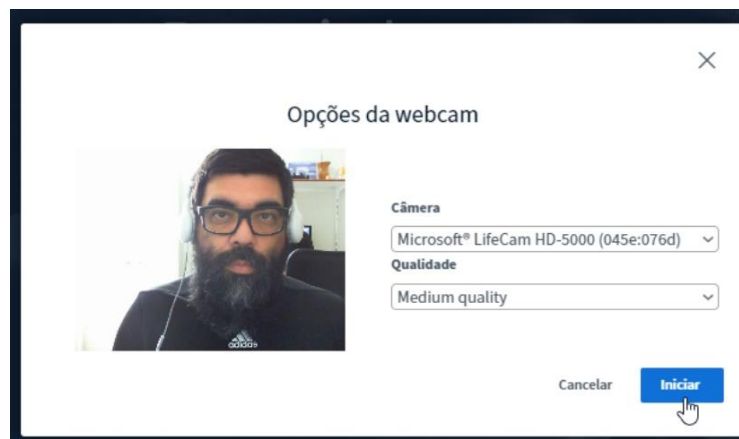 Opções da webcam
Câmera
Microsoft® LifeCam HD-5000 (045e:076d)
Qualidade
Medium quality
adidas
Cancelar
Iniciar